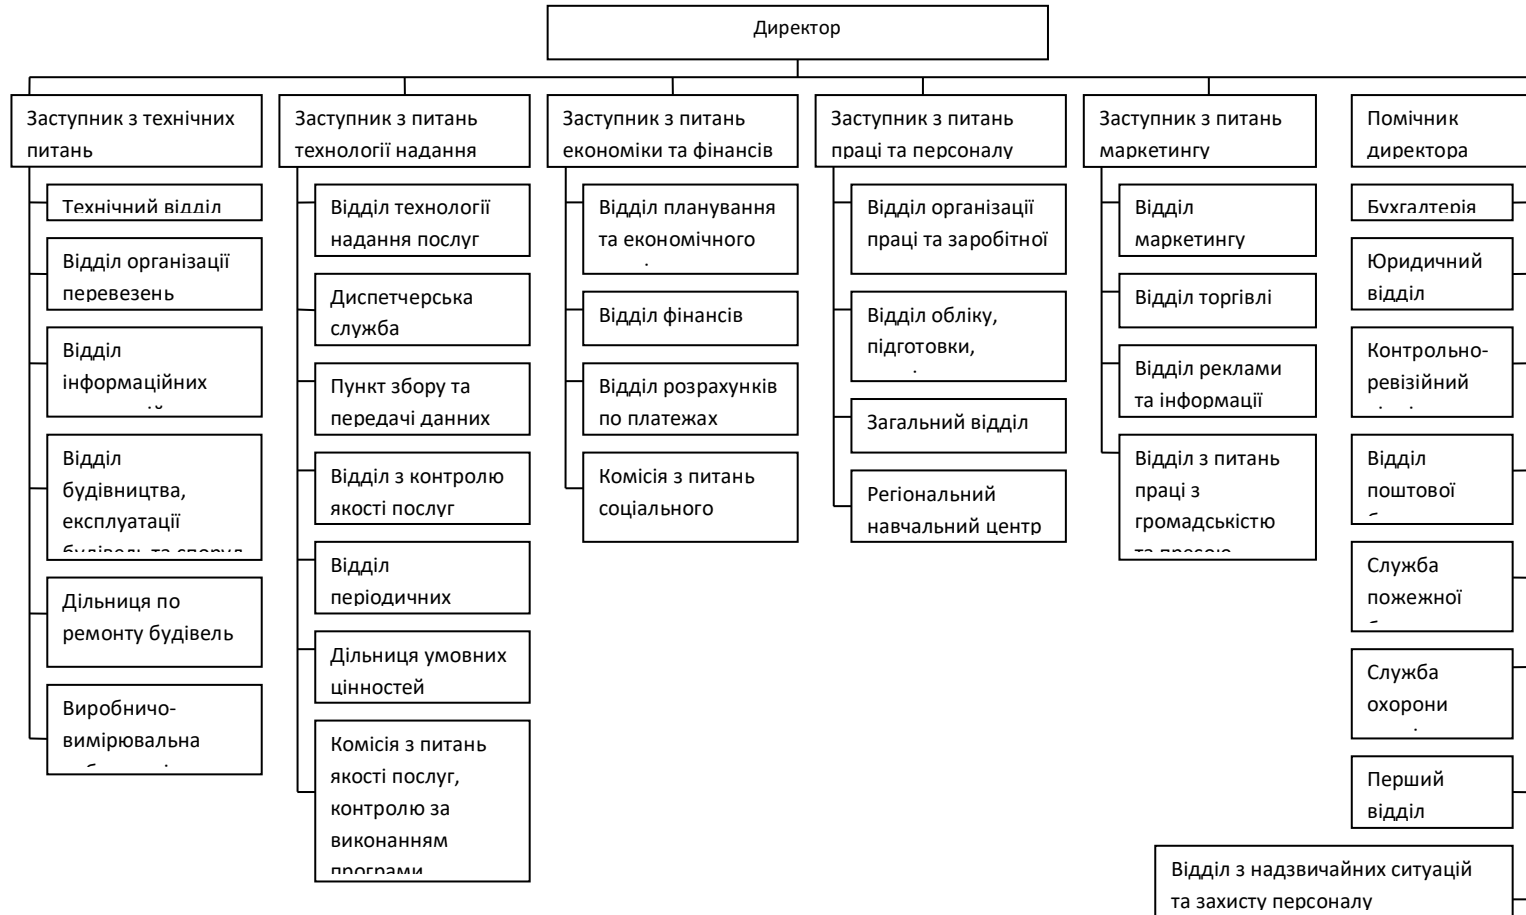 Директор
Заступник з технічних
питань
Технічний відділ
Відділ організації
перевезень
Відділ
інформаційних
Відділ
будівництва,
експлуатації
будівель та споруд
Дільниця по
ремонту будівель
Виробничо-
вимірювальна
Заступник з питань
технології надання
Відділ технології
надання послуг
Диспетчерська
служба
Пункт збору та
передачі данних
Відділ з контролю
якості послуг
Відділ
періодичних
Дільниця умовних
цінностей
Комісія з питань
якості послуг,
контролю за
виконанням
програми
Заступник з питань
економіки та фінансів
Відділ планування
та економічного
Відділ фінансів
Відділ розрахунків
по платежах
Комісія з питань
соціального
Заступник з питань
праці та персоналу
Відділ організації
праці та заробітної
Відділ обліку,
підготовки,
Загальний відділ
Регіональний
навчальний центр
Заступник з питань
маркетингу
Відділ
маркетингу
Відділ торгівлі
Відділ реклами
та інформації
Відділ з питань
праці з
громадськістю
та пресою
Помічник
директора
Бухгалтерія
Юридичний
відділ
Контрольно-
ревізійний
Відділ
поштової
Служба
пожежної
Служба
охорони
Перший
відділ
Відділ з надзвичайних ситуацій
та захисту персоналу